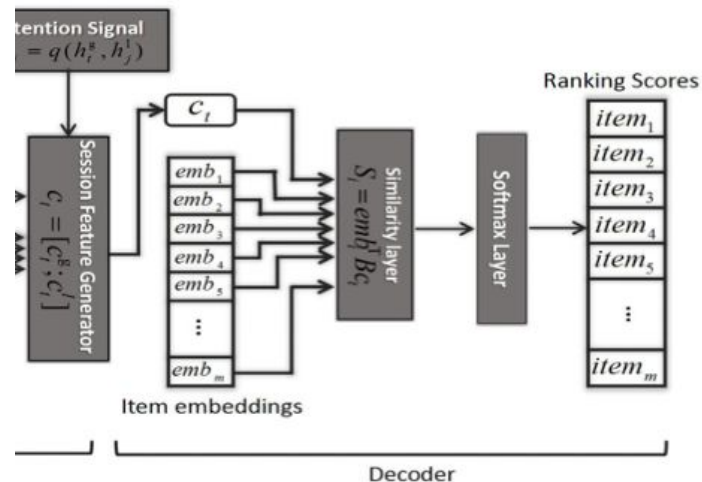 tention Signal
= q(h_t^g, h_j^1)
Session Feature Generator
c_t = [c_t^g; c_t^l]
c_t
emb_1
emb_2
emb_3
emb_4
emb_5
...
emb_m
Item embeddings
Similarity layer
S_i = emb_i^T B c_t
Softmax Layer
Ranking Scores
item_1
item_2
item_3
item_4
item_5
...
item_m
Decoder